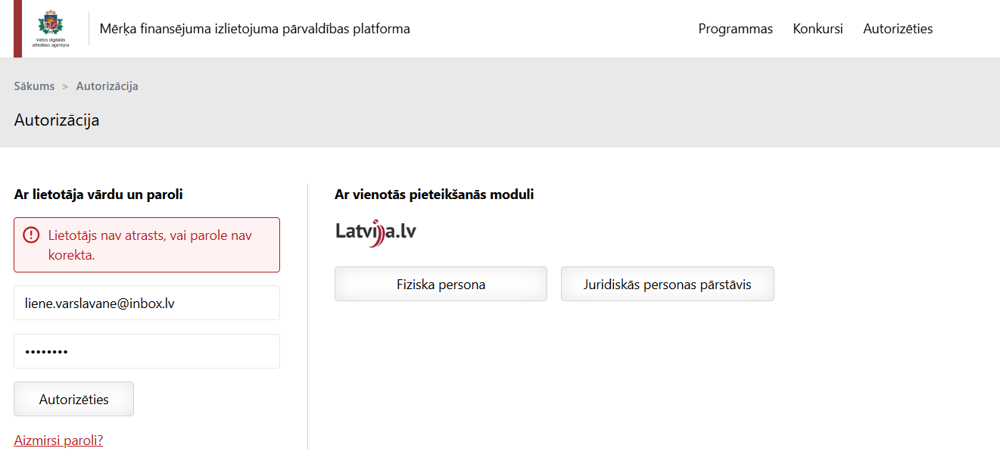 Valsts digitālās
attīstības aģentūra
Mērķa finansējuma izlietojuma pārvaldības platforma
Programmas
Konkursi
Autorizēties
Sākums > Autorizācija
Autorizācija
Ar lietotāja vārdu un paroli
Lietotājs nav atrasts, vai parole nav
korekta.
liene.varslavane@inbox.lv
••••••••
Autorizēties
Aizmirsi paroli?
Ar vienotās pieteikšanās moduli
Latvija.lv
Fiziska persona
Juridiskās personas pārstāvis